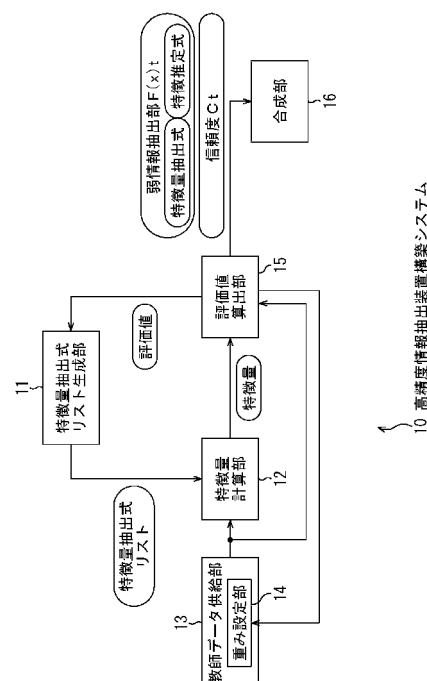 弱情報抽出部F(x)t
特徴量抽出式
特徴推定式
信頼度Ct
合成部
16
11
特徴量抽出式
リスト生成部
評価値
評価値
算出部
15
特徴量
特徴量抽出式
リスト
特徴量
計算部
12
13
教師データ供給部
重み設定部
14
10 高精度情報抽出装置構築システム